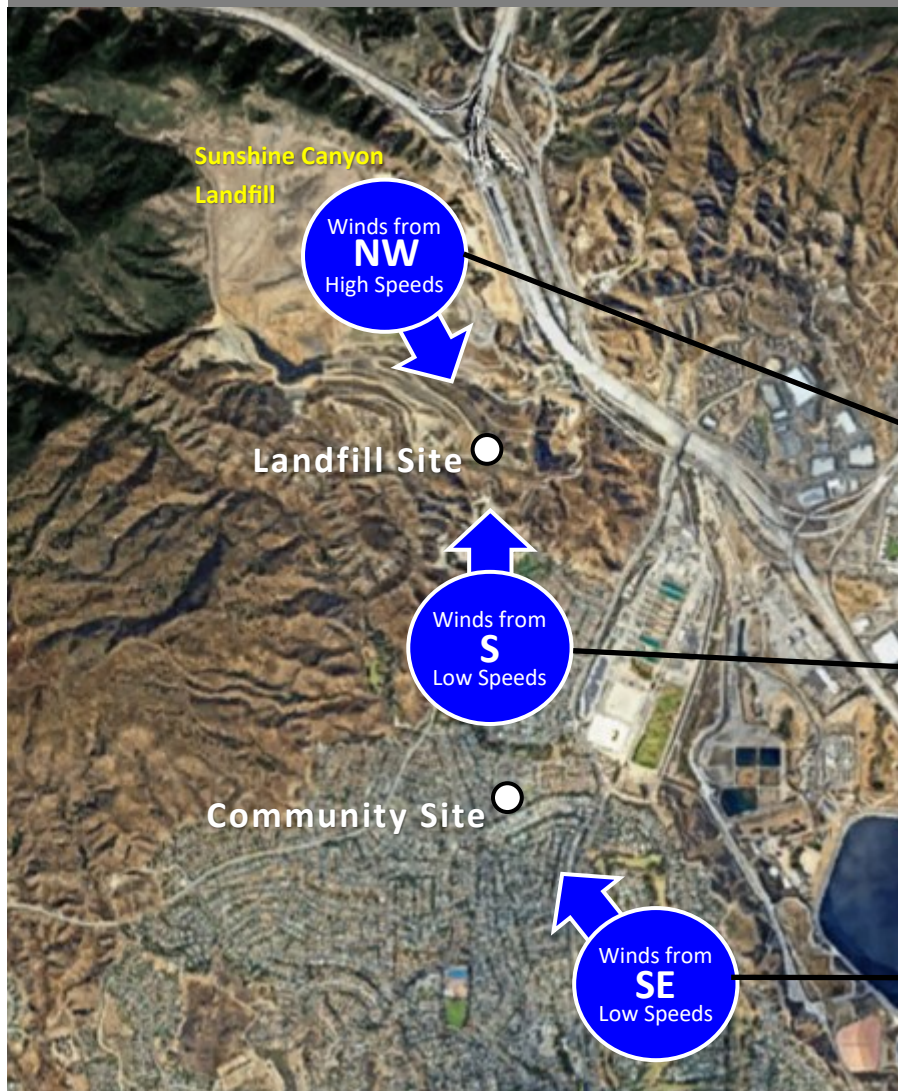 Sunshine Canyon
Landfill
Winds from
NW
High Speeds
Landfill Site
Winds from
S
Low Speeds
Community Site
Winds from
SE
Low Speeds